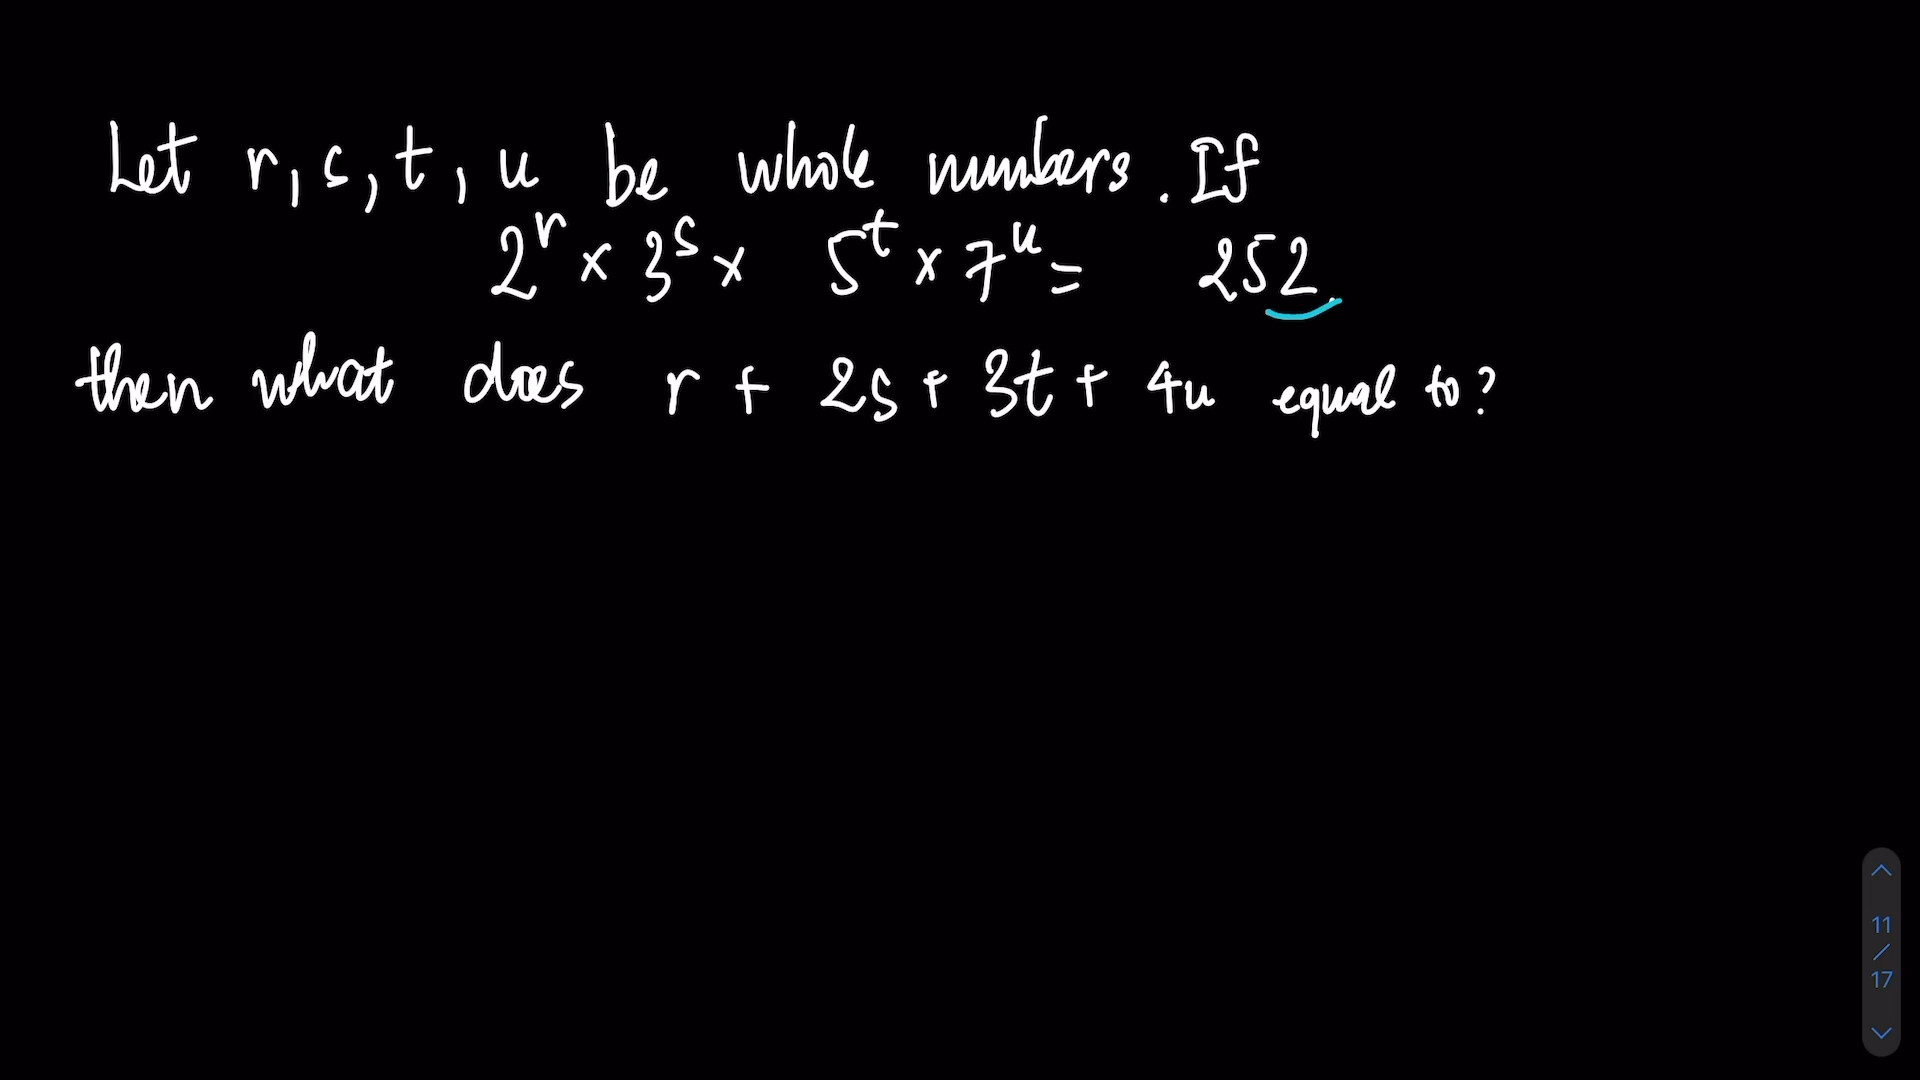 Let r, s, t, u be whole numbers. If
2^r × 3^s × 5^t × 7^u = 252.
then what does r + 2s + 3t + 4u equal to?
11
/
17